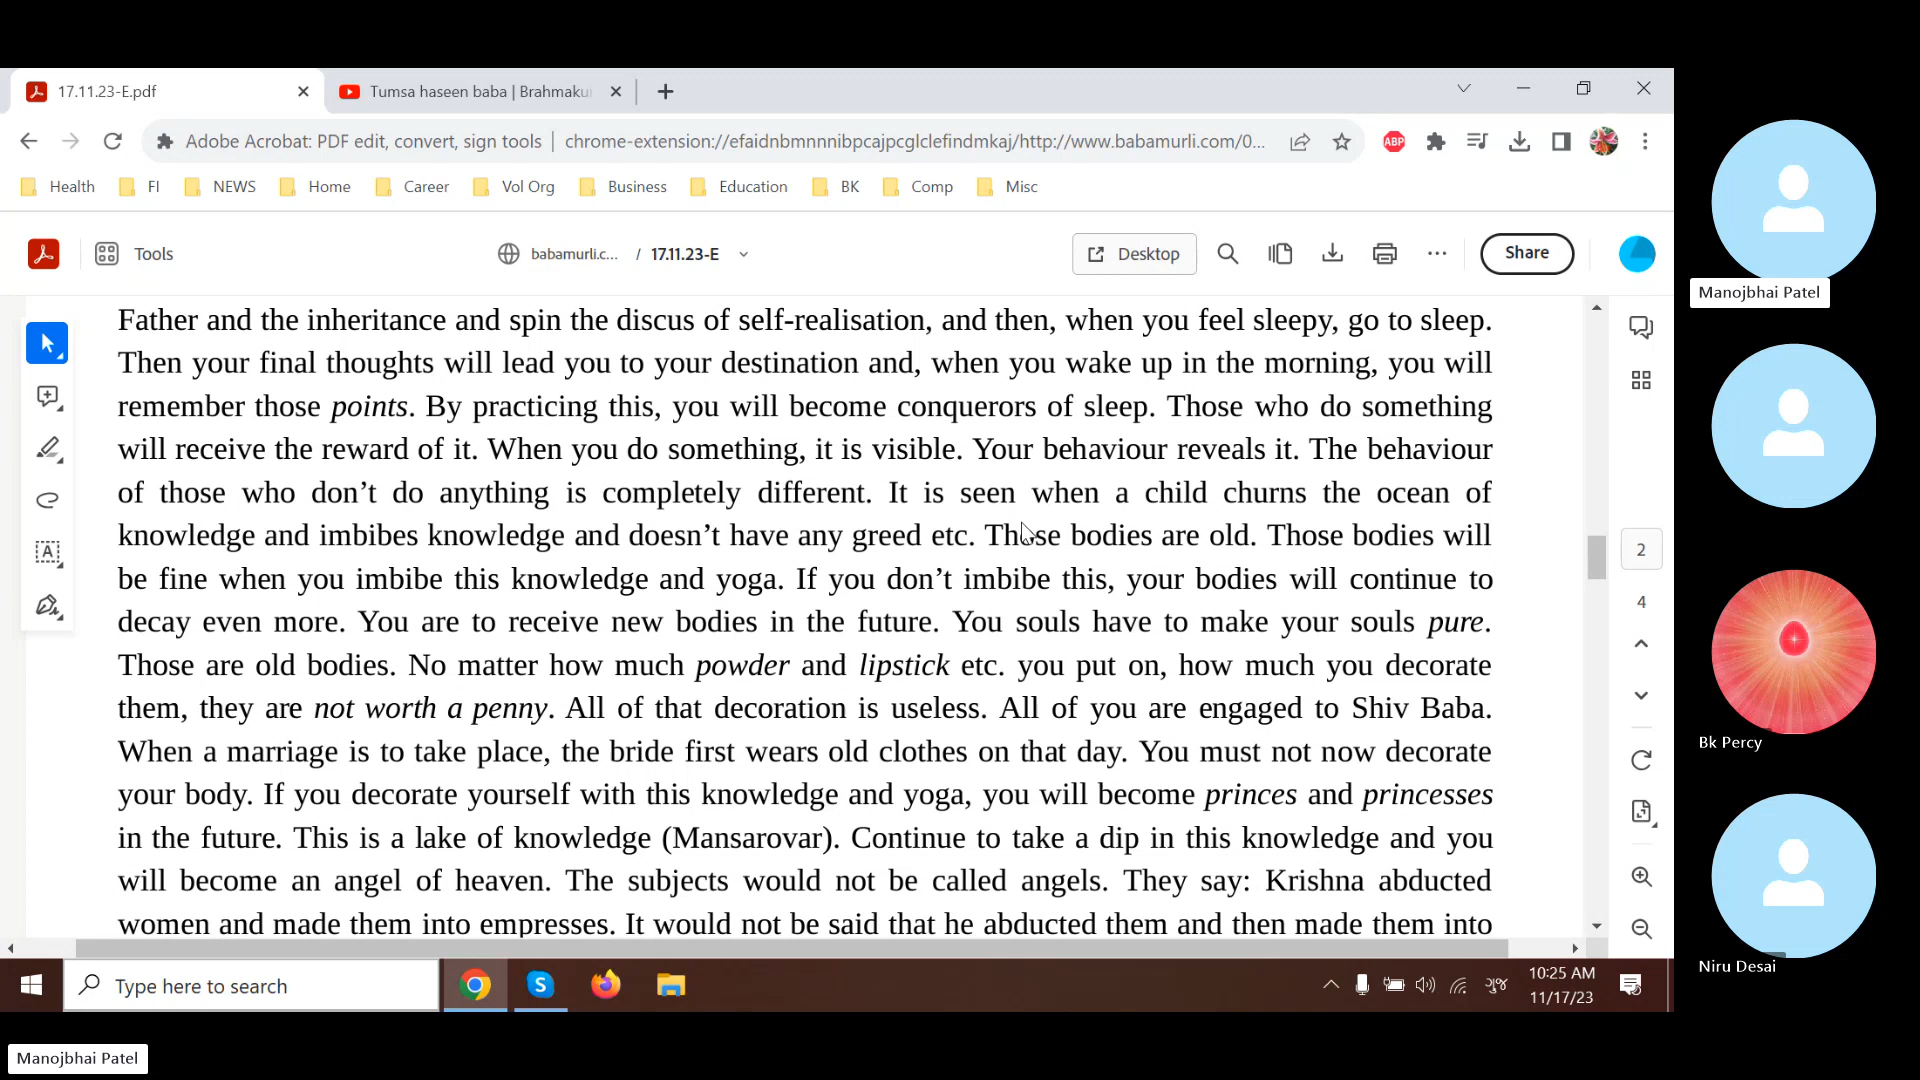 17.11.23-E.pdf
Tumsa haseen baba | Brahmaku
Adobe Acrobat: PDF edit, convert, sign tools | chrome-extension://efaidnbmnnnibpcajpcglclefindmkaj/http://www.babamurli.com/0...
ABP
Health FI NEWS Home Career Vol Org Business Education BK Comp Misc
Tools babamurli.c... / 17.11.23-E Desktop Share
Father and the inheritance and spin the discus of self-realisation, and then, when you feel sleepy, go to sleep.
Then your final thoughts will lead you to your destination and, when you wake up in the morning, you will
remember those points. By practicing this, you will become conquerors of sleep. Those who do something
will receive the reward of it. When you do something, it is visible. Your behaviour reveals it. The behaviour
of those who don’t do anything is completely different. It is seen when a child churns the ocean of
knowledge and imbibes knowledge and doesn’t have any greed etc. Those bodies are old. Those bodies will
be fine when you imbibe this knowledge and yoga. If you don’t imbibe this, your bodies will continue to
decay even more. You are to receive new bodies in the future. You souls have to make your souls pure.
Those are old bodies. No matter how much powder and lipstick etc. you put on, how much you decorate
them, they are not worth a penny. All of that decoration is useless. All of you are engaged to Shiv Baba.
When a marriage is to take place, the bride first wears old clothes on that day. You must not now decorate
your body. If you decorate yourself with this knowledge and yoga, you will become princes and princesses
in the future. This is a lake of knowledge (Mansarovar). Continue to take a dip in this knowledge and you
will become an angel of heaven. The subjects would not be called angels. They say: Krishna abducted
women and made them into empresses. It would not be said that he abducted them and then made them into
2
4
Type here to search
ગુજ
10:25 AM
11/17/23
Manojbhai Patel
Bk Percy
Niru Desai
Manojbhai Patel